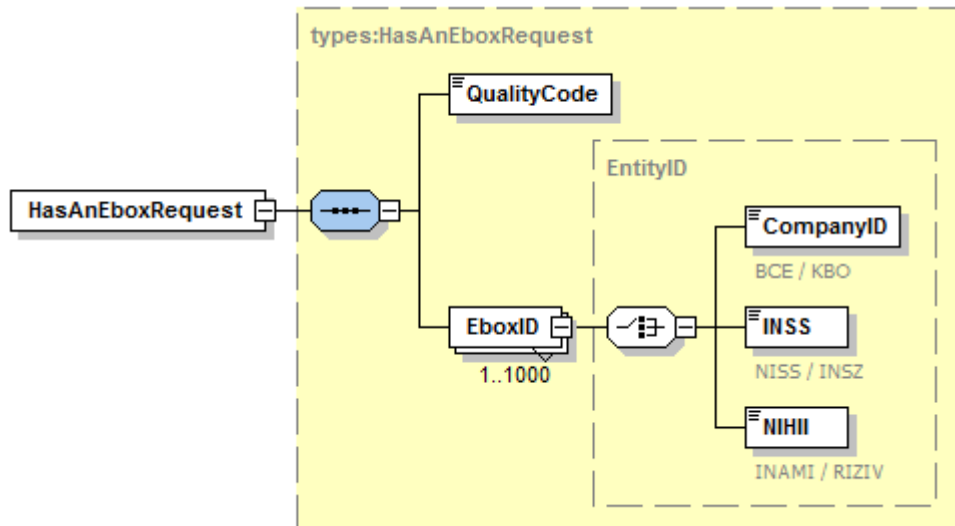 types:HasAnEboxRequest
QualityCode
EntityID
HasAnEboxRequest
CompanyID
BCE / KBO
EboxID
1..1000
INSS
NISS / INSZ
NIHII
INAMI / RIZIV